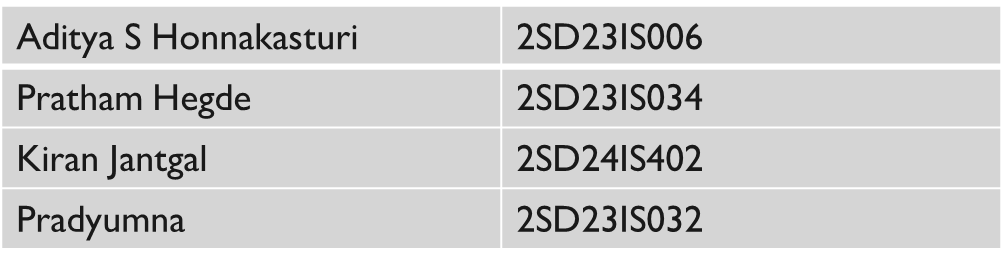 Aditya S Honnakasturi 2SD23IS006
Pratham Hegde 2SD23IS034
Kiran Jantgal 2SD24IS402
Pradyumna 2SD23IS032